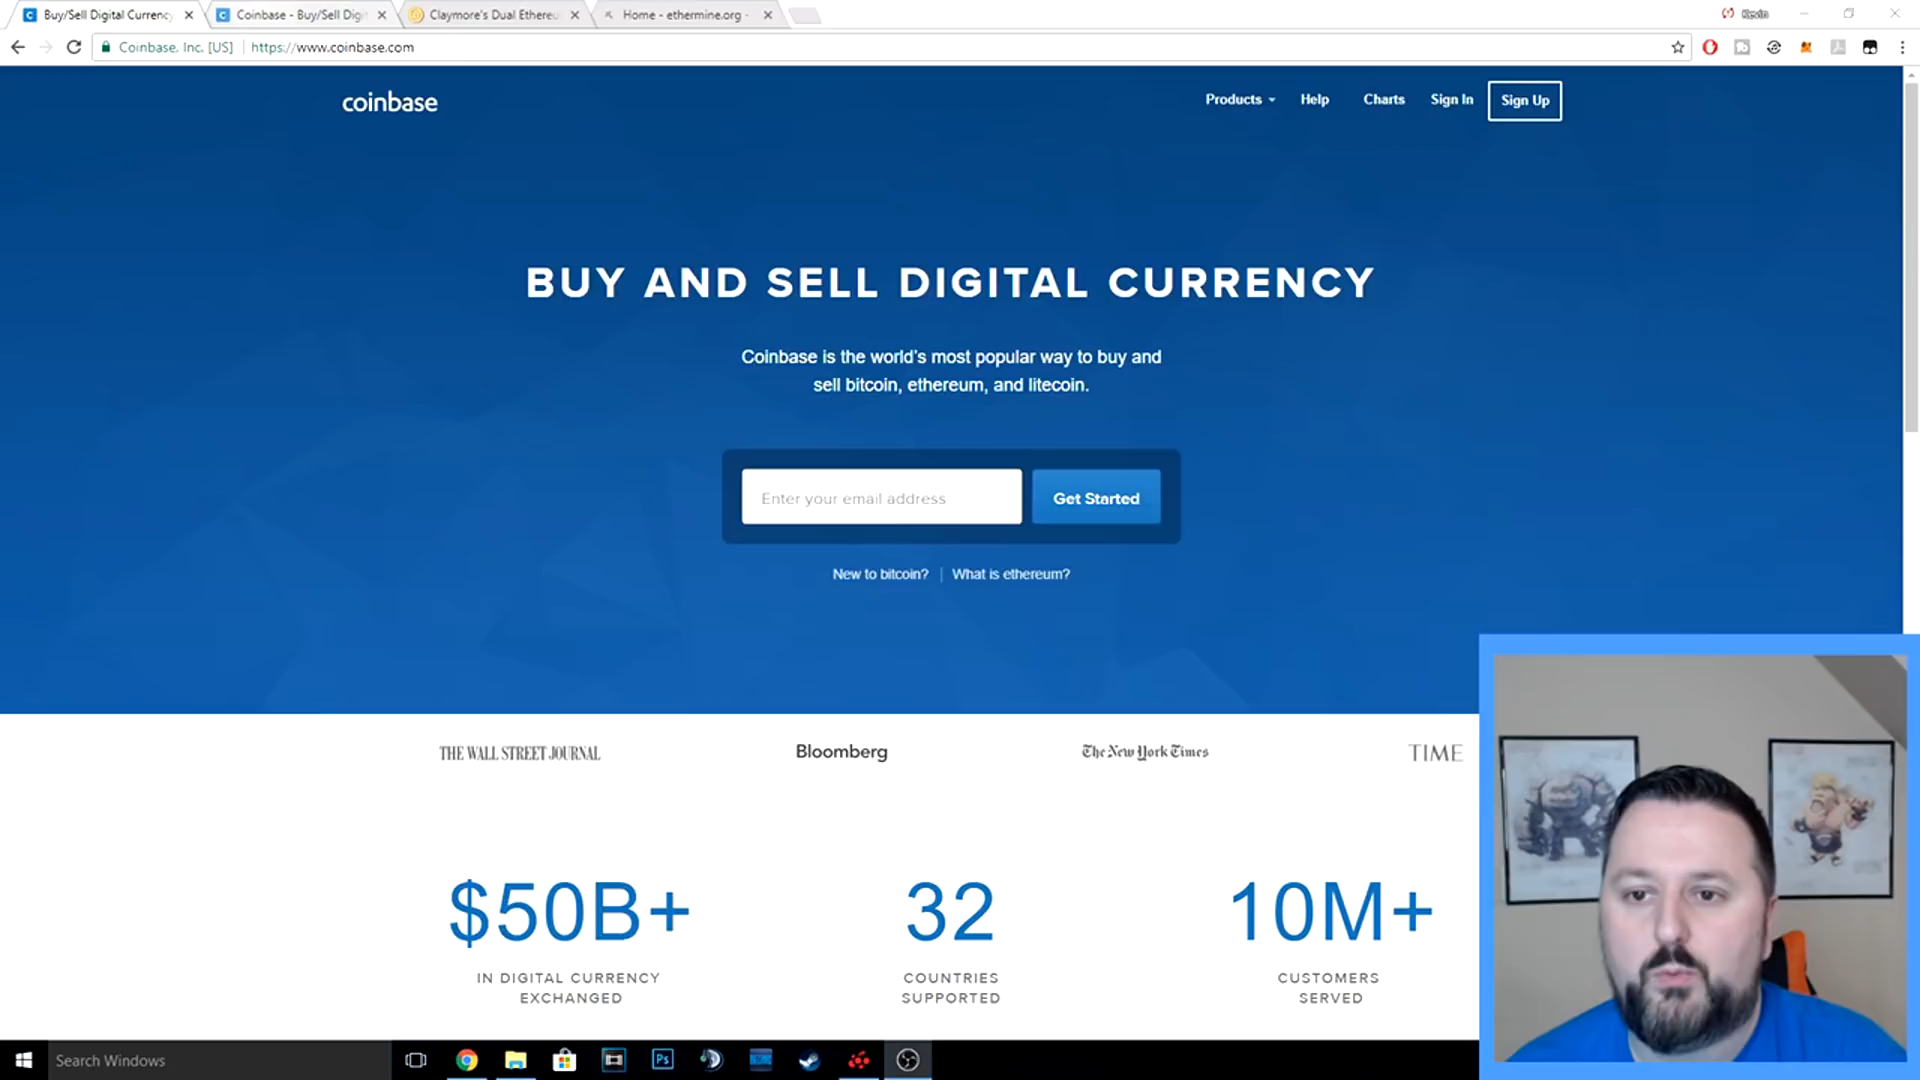 Buy/Sell Digital Currency
Coinbase - Buy/Sell Digi
Claymore's Dual Ethereu
Home - ethermine.org -
Kevin
Coinbase, Inc. [US]
https://www.coinbase.com
coinbase
Products
Help
Charts
Sign In
Sign Up
BUY AND SELL DIGITAL CURRENCY
Coinbase is the world's most popular way to buy and
sell bitcoin, ethereum, and litecoin.
Enter your email address
Get Started
New to bitcoin?
What is ethereum?
THE WALL STREET JOURNAL
Bloomberg
The New York Times
TIME
$50B+
IN DIGITAL CURRENCY
EXCHANGED
32
COUNTRIES
SUPPORTED
10M+
CUSTOMERS
SERVED
Search Windows
Ps